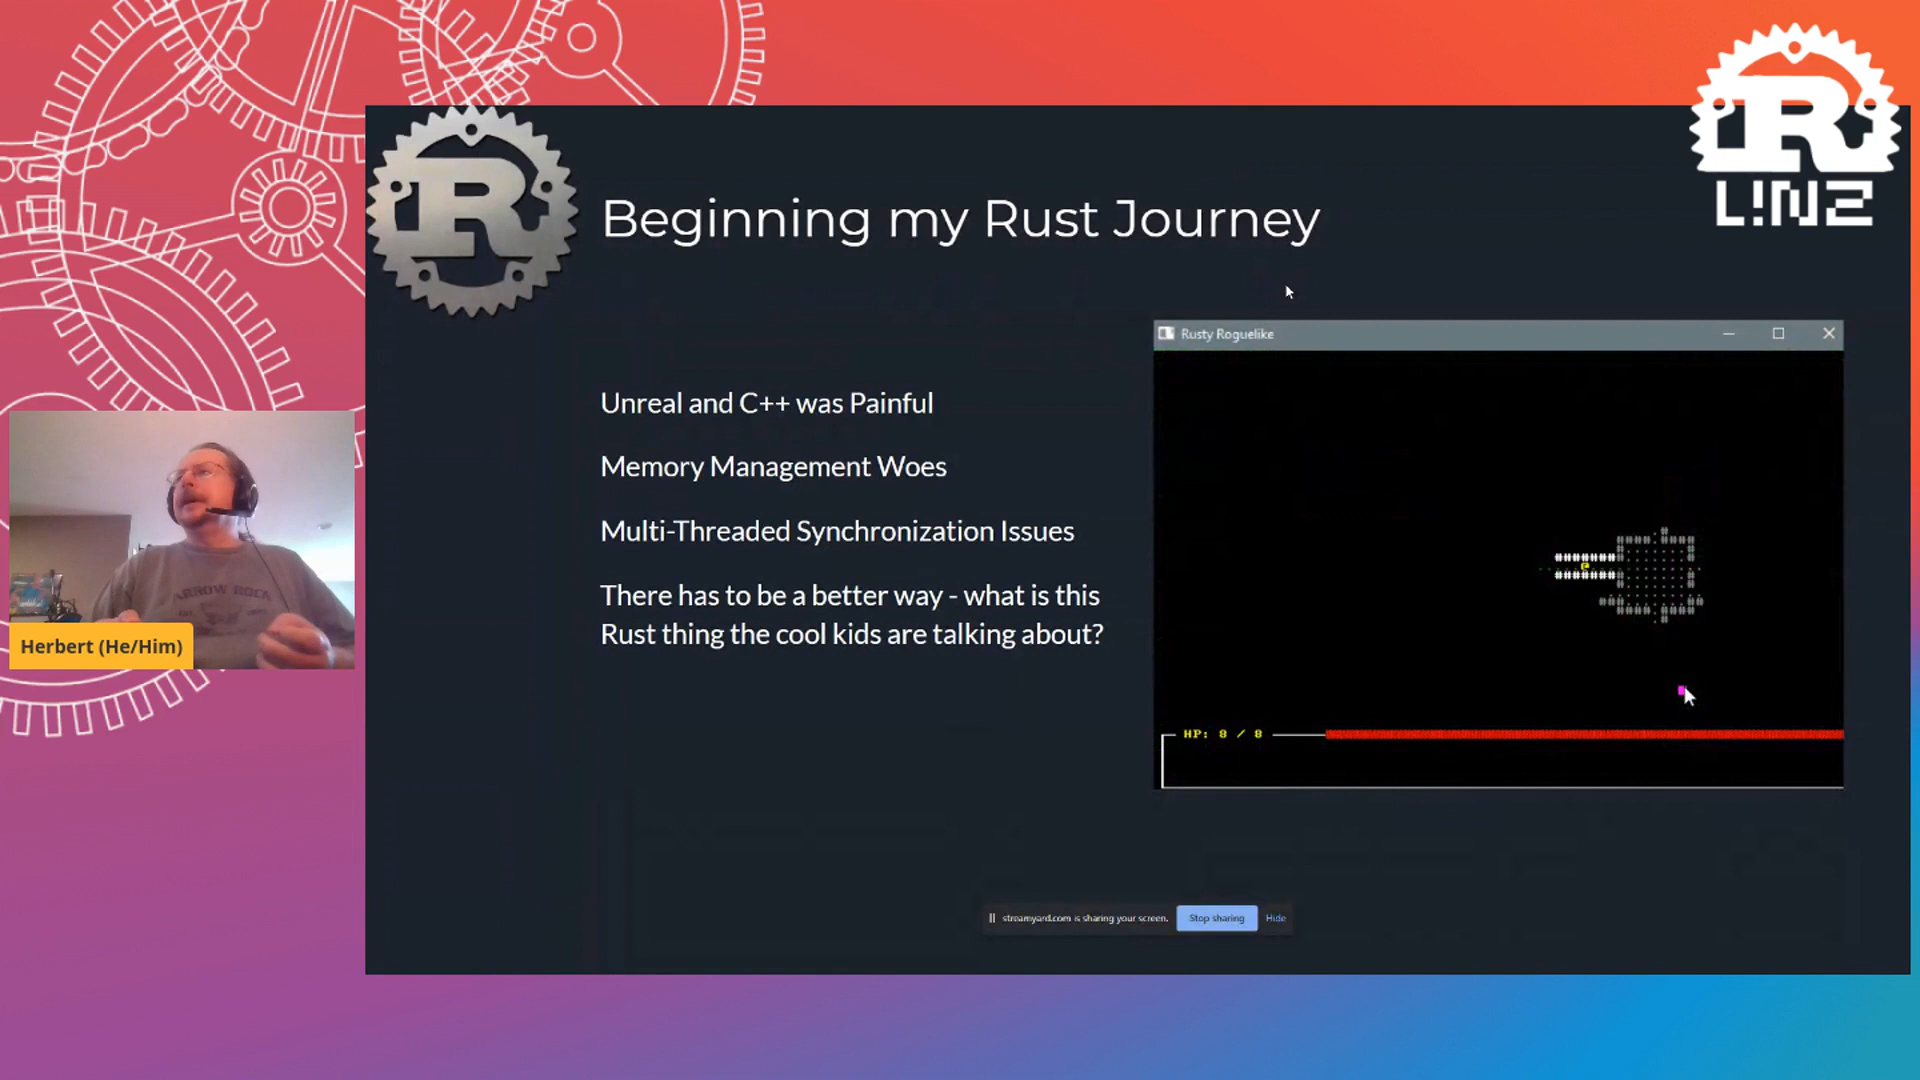 R
L!NZ
R
Beginning my Rust Journey
Rusty Roguelike
Unreal and C++ was Painful
Memory Management Woes
Multi-Threaded Synchronization Issues
There has to be a better way - what is this
Rust thing the cool kids are talking about?
ARROW ROCK
Herbert (He/Him)
HP: 8 / 8
streamyard.com is sharing your screen.
Stop sharing
Hide